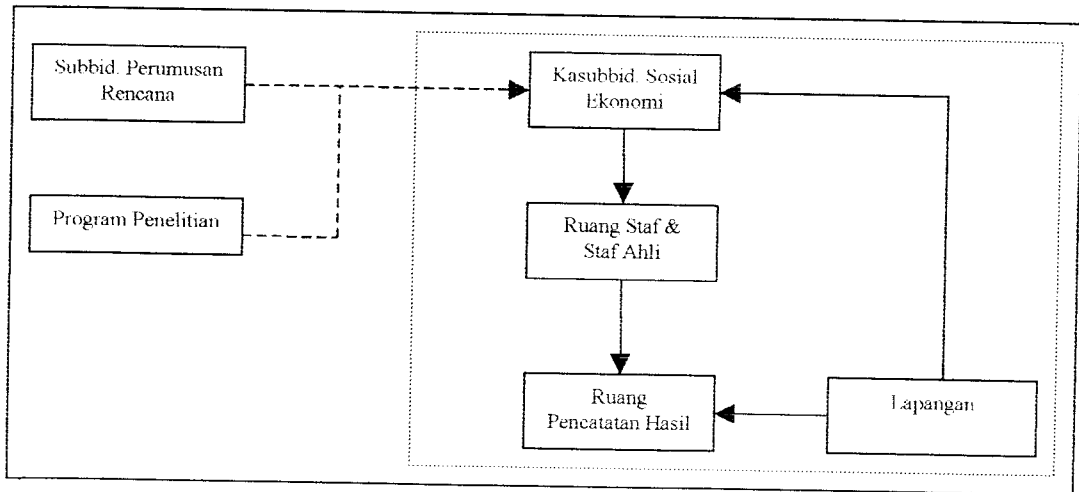 Subbid. Perumusan
Rencana
Kasubbid. Sosial
Ekonomi
Program Penelitian
Ruang Staf &
Staf Ahli
Ruang
Pencatatan Hasil
Lapangan